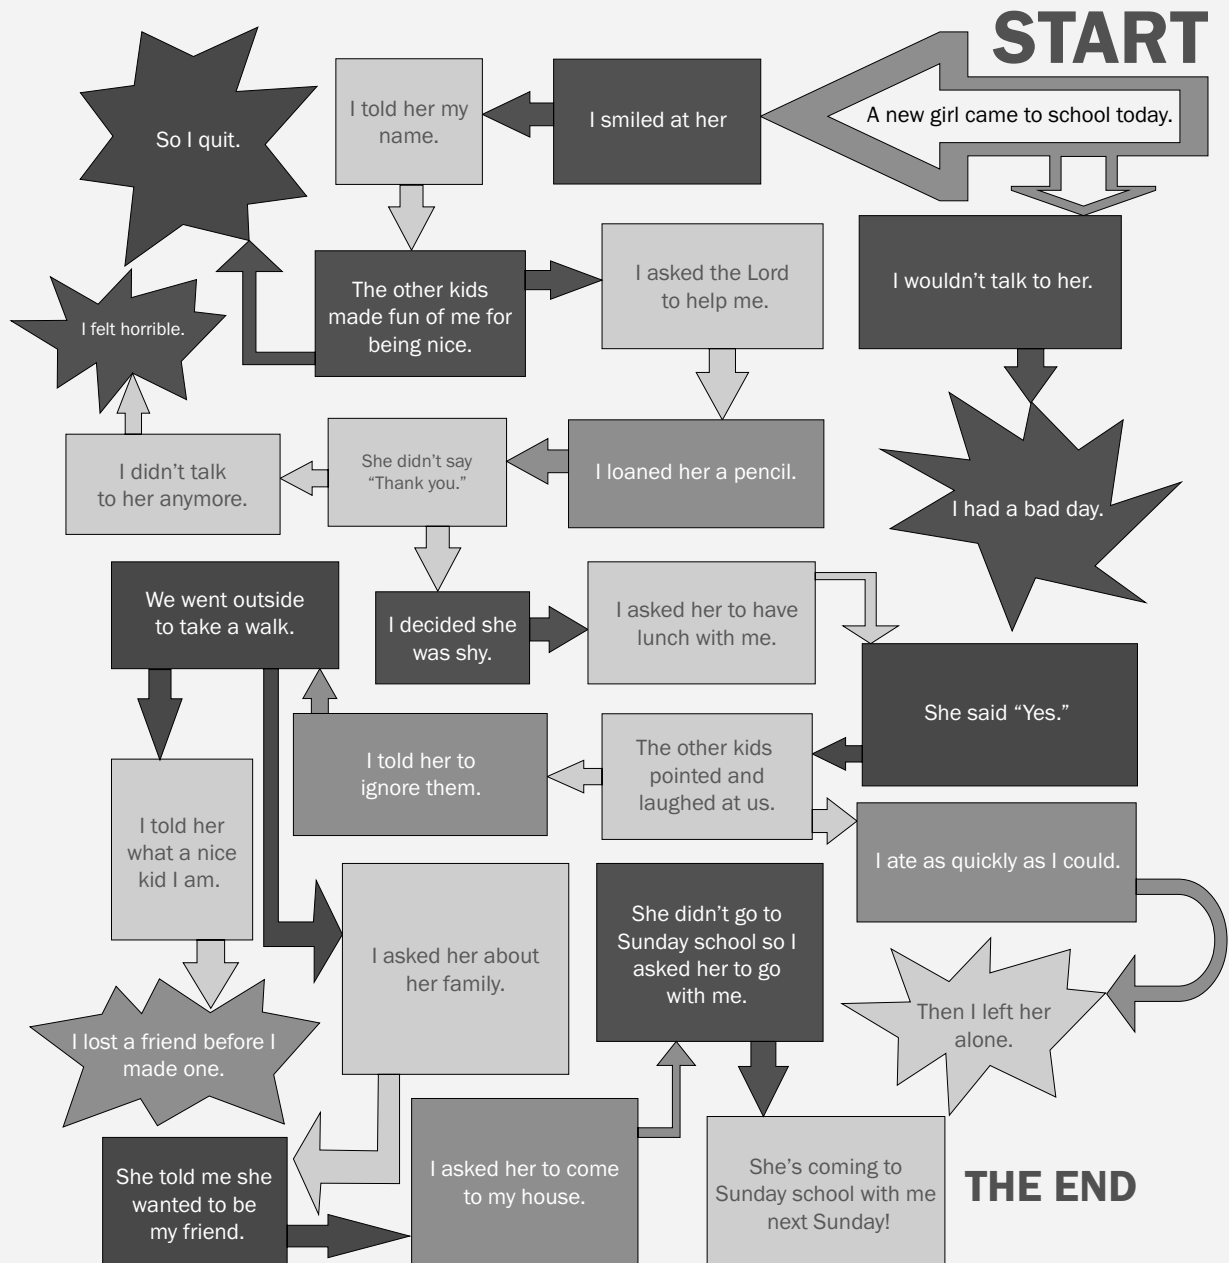 START
A new girl came to school today.
I smiled at her
I told her my
name.
So I quit.
The other kids
made fun of me for
being nice.
I asked the Lord
to help me.
I wouldn't talk to her.
I felt horrible.
I had a bad day.
I loaned her a pencil.
She didn't say
“Thank you.”
I didn't talk
to her anymore.
I decided she
was shy.
I asked her to have
lunch with me.
She said “Yes.”
The other kids
pointed and
laughed at us.
I told her to
ignore them.
We went outside
to take a walk.
I ate as quickly as I could.
Then I left her
alone.
I told her
what a nice
kid I am.
I lost a friend before I
made one.
I asked her about
her family.
She told me she
wanted to be
my friend.
I asked her to come
to my house.
She didn't go to
Sunday school so I
asked her to go
with me.
She's coming to
Sunday school with me
next Sunday!
THE END